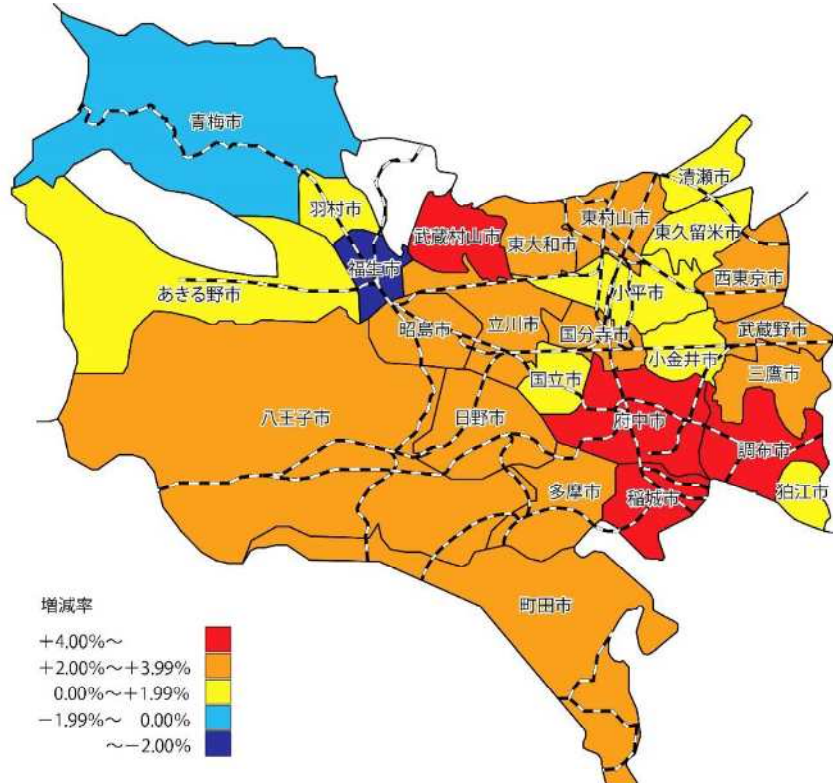 青梅市
清瀬市
羽村市
東村山市
武蔵村山市
東大和市
東久留米市
福生市
西東京市
あきる野市
小平市
昭島市
立川市
国分寺市
武蔵野市
小金井市
国立市
三鷹市
八王子市
日野市
府中市
調布市
多摩市
稲城市
狛江市
町田市
増減率
+4.00%~
+2.00%~+3.99%
0.00%~+1.99%
-1.99%~ 0.00%
~-2.00%